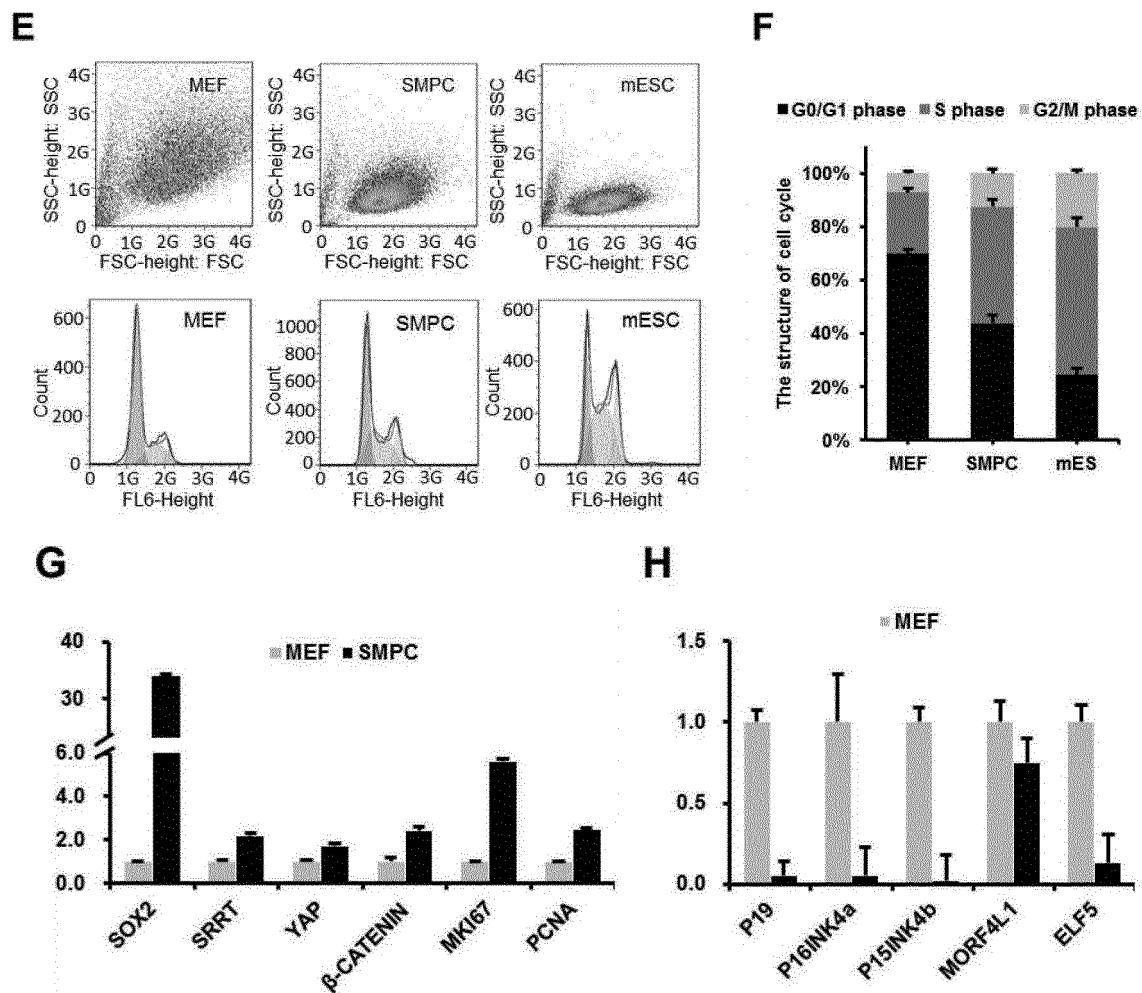 E
F
SSC-height: SSC
4G
3G
2G
1G
0
MEF
0 1G 2G 3G 4G
FSC-height: FSC
SSC-height: SSC
4G
3G
2G
1G
0
SMPC
0 1G 2G 3G 4G
FSC-height: FSC
SSC-height: SSC
4G
3G
2G
1G
0
mESC
0 1G 2G 3G 4G
FSC-height: FSC
Count
600
400
200
0
MEF
0 1G 2G 3G 4G
FL6-Height
Count
1000
800
600
400
200
0
SMPC
0 1G 2G 3G 4G
FL6-Height
Count
600
400
200
0
mESC
0 1G 2G 3G 4G
FL6-Height
G0/G1 phase S phase G2/M phase
The structure of cell cycle
100%
80%
60%
40%
20%
0%
MEF SMPC mES
G
MEF SMPC
40
30
6.0
4.0
2.0
0.0
SOX2
SRRT
YAP
β-CATENIN
MKI67
PCNA
H
MEF
1.5
1.0
0.5
0.0
P19
P16INK4a
P15INK4b
MORF4L1
ELF5